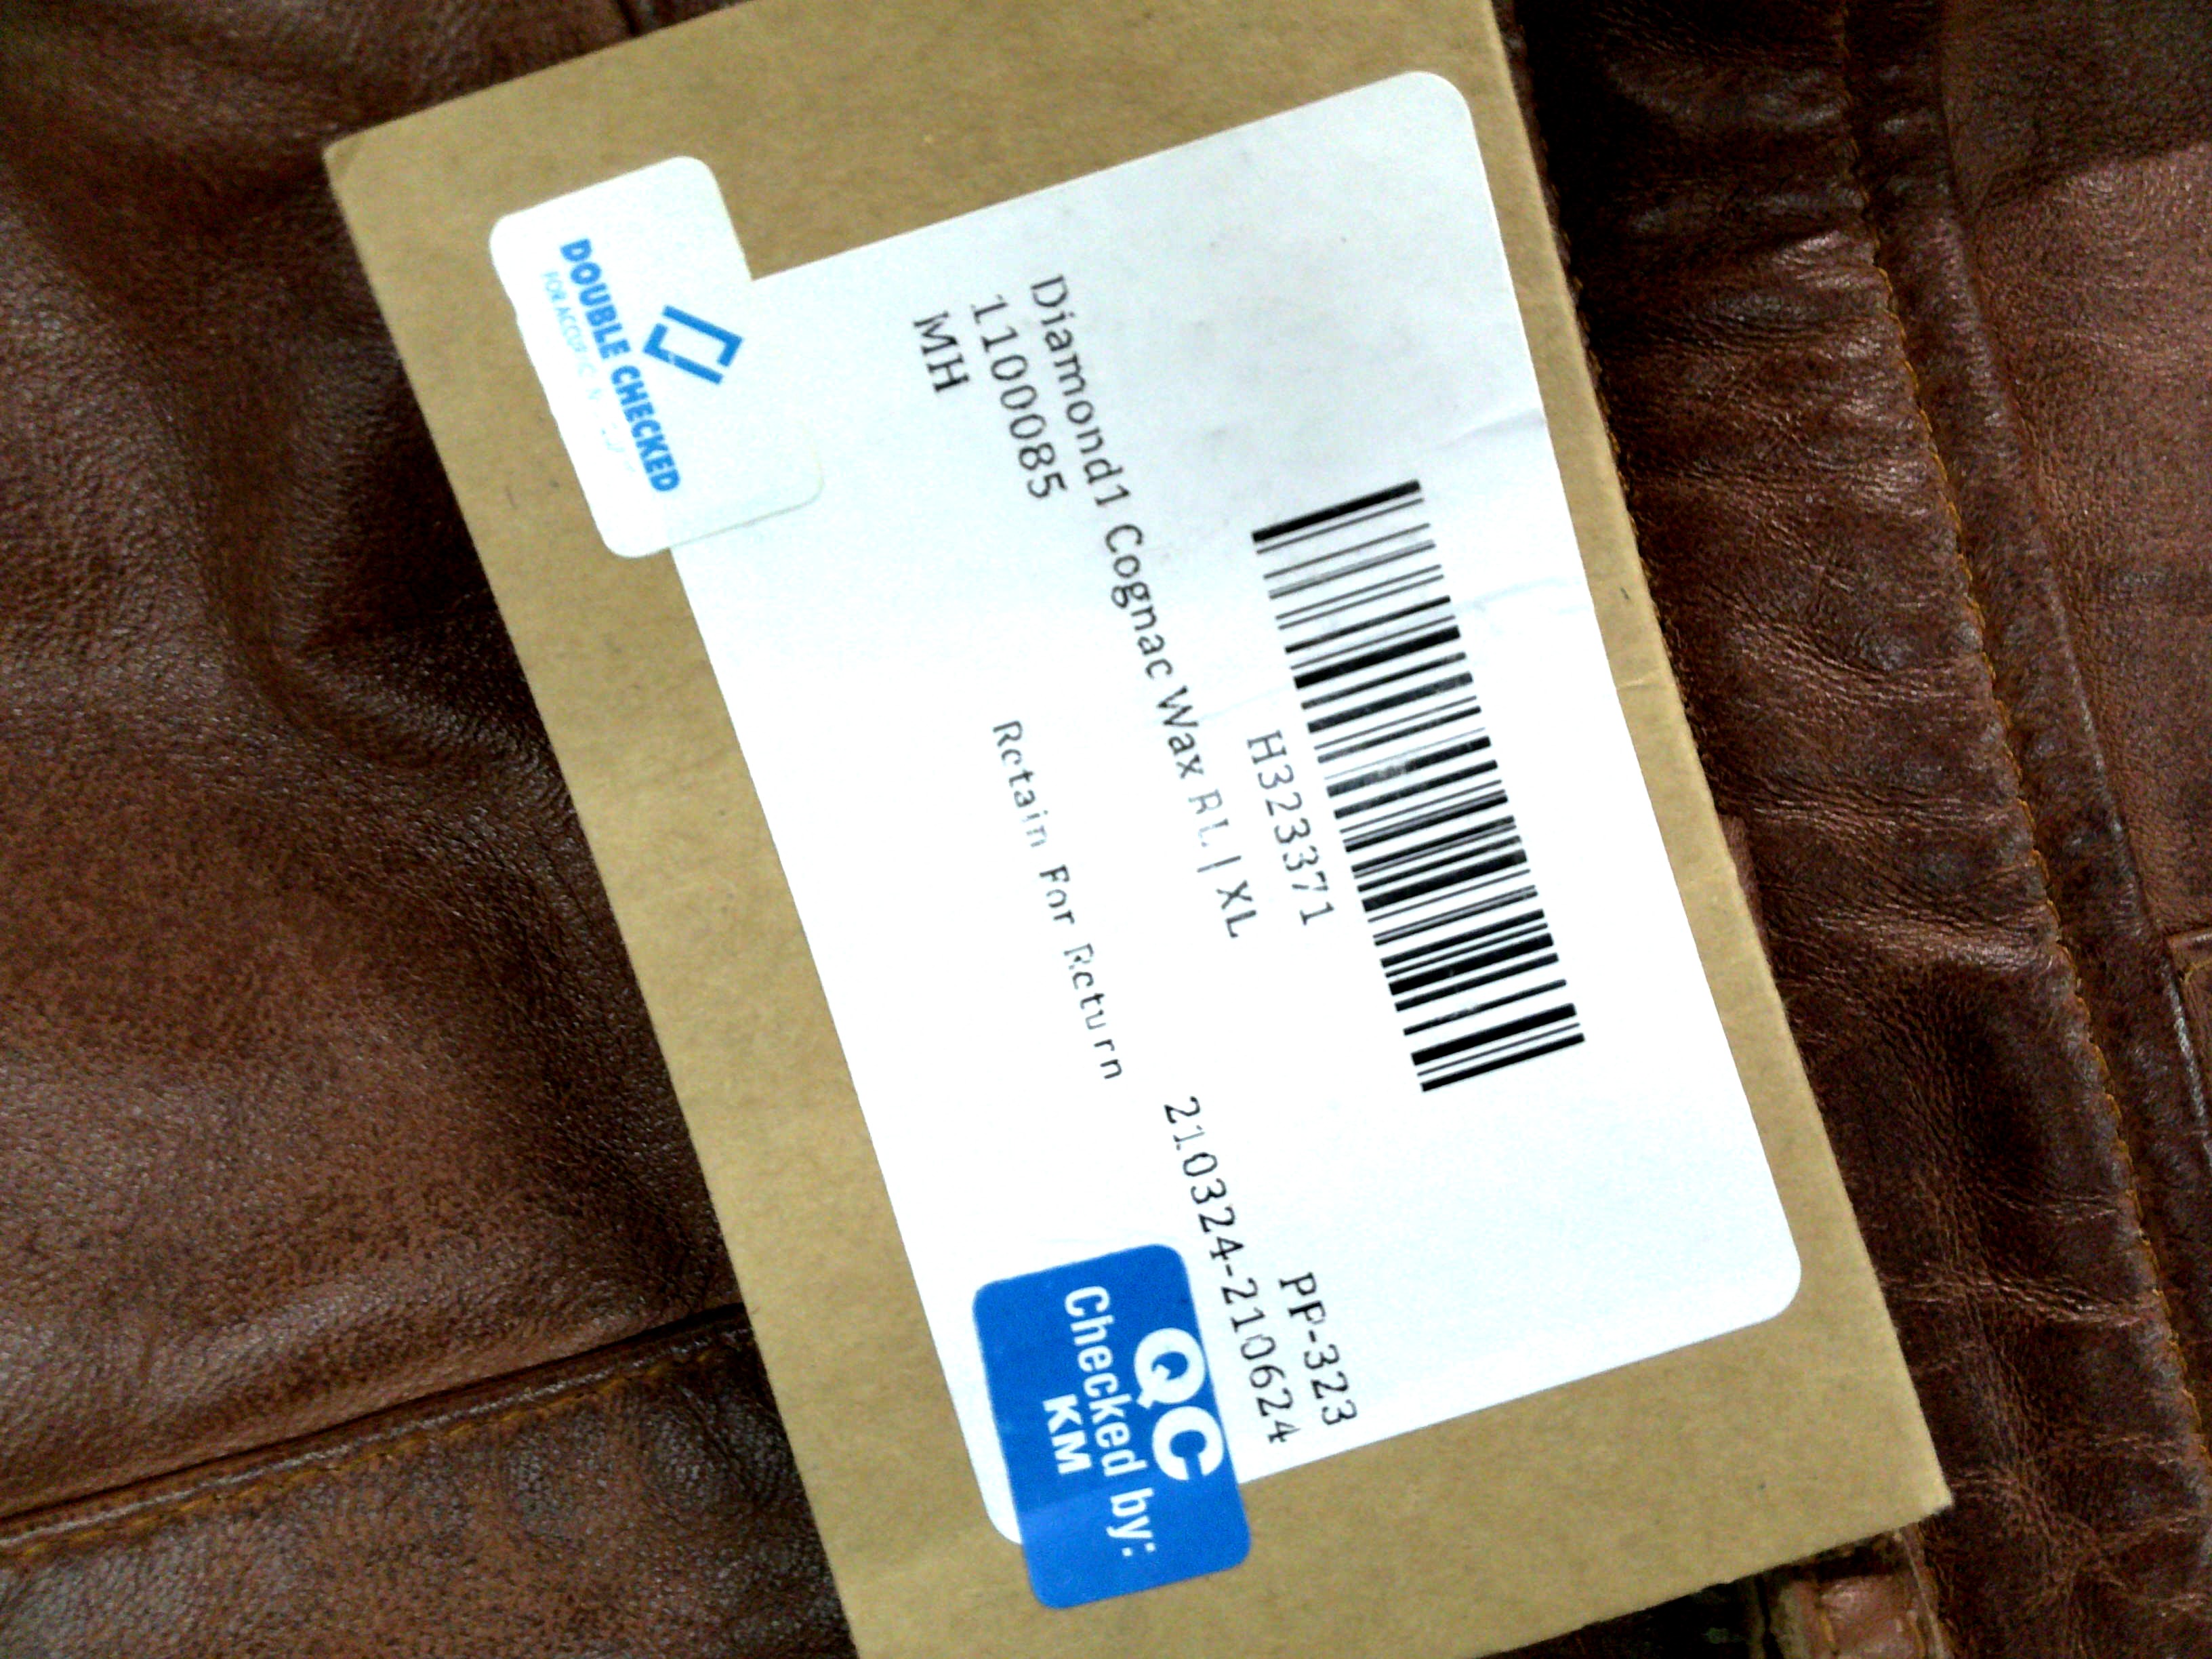 H323371
PP-323
Diamond1 Cognac Wax RL | XL
210324-210624
1100085
MH
Retain For Return
DOUBLE CHECKED
FOR
QC
Checked by:
KM